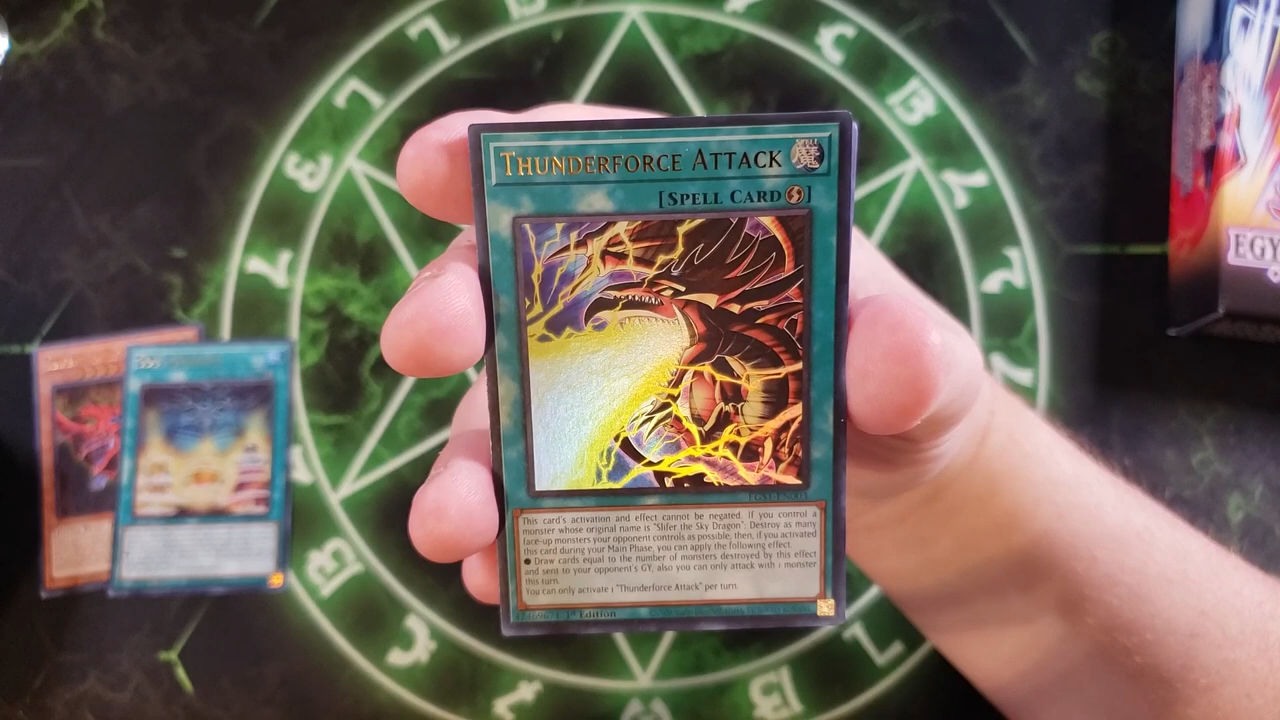 THUNDERFORCE ATTACK
魔
[SPELL CARD]
EGY
EGS1-EN003
This card's activation and effect cannot be negated. If you control a
monster whose original name is "Slifer the Sky Dragon": Destroy as many
face-up monsters your opponent controls as possible, then, if you activated
this card during your Main Phase, you can apply the following effect.
● Draw cards equal to the number of monsters destroyed by this effect
and sent to your opponent's GY, also you can only attack with 1 monster
this turn.
You can only activate 1 "Thunderforce Attack" per turn.
1st Edition